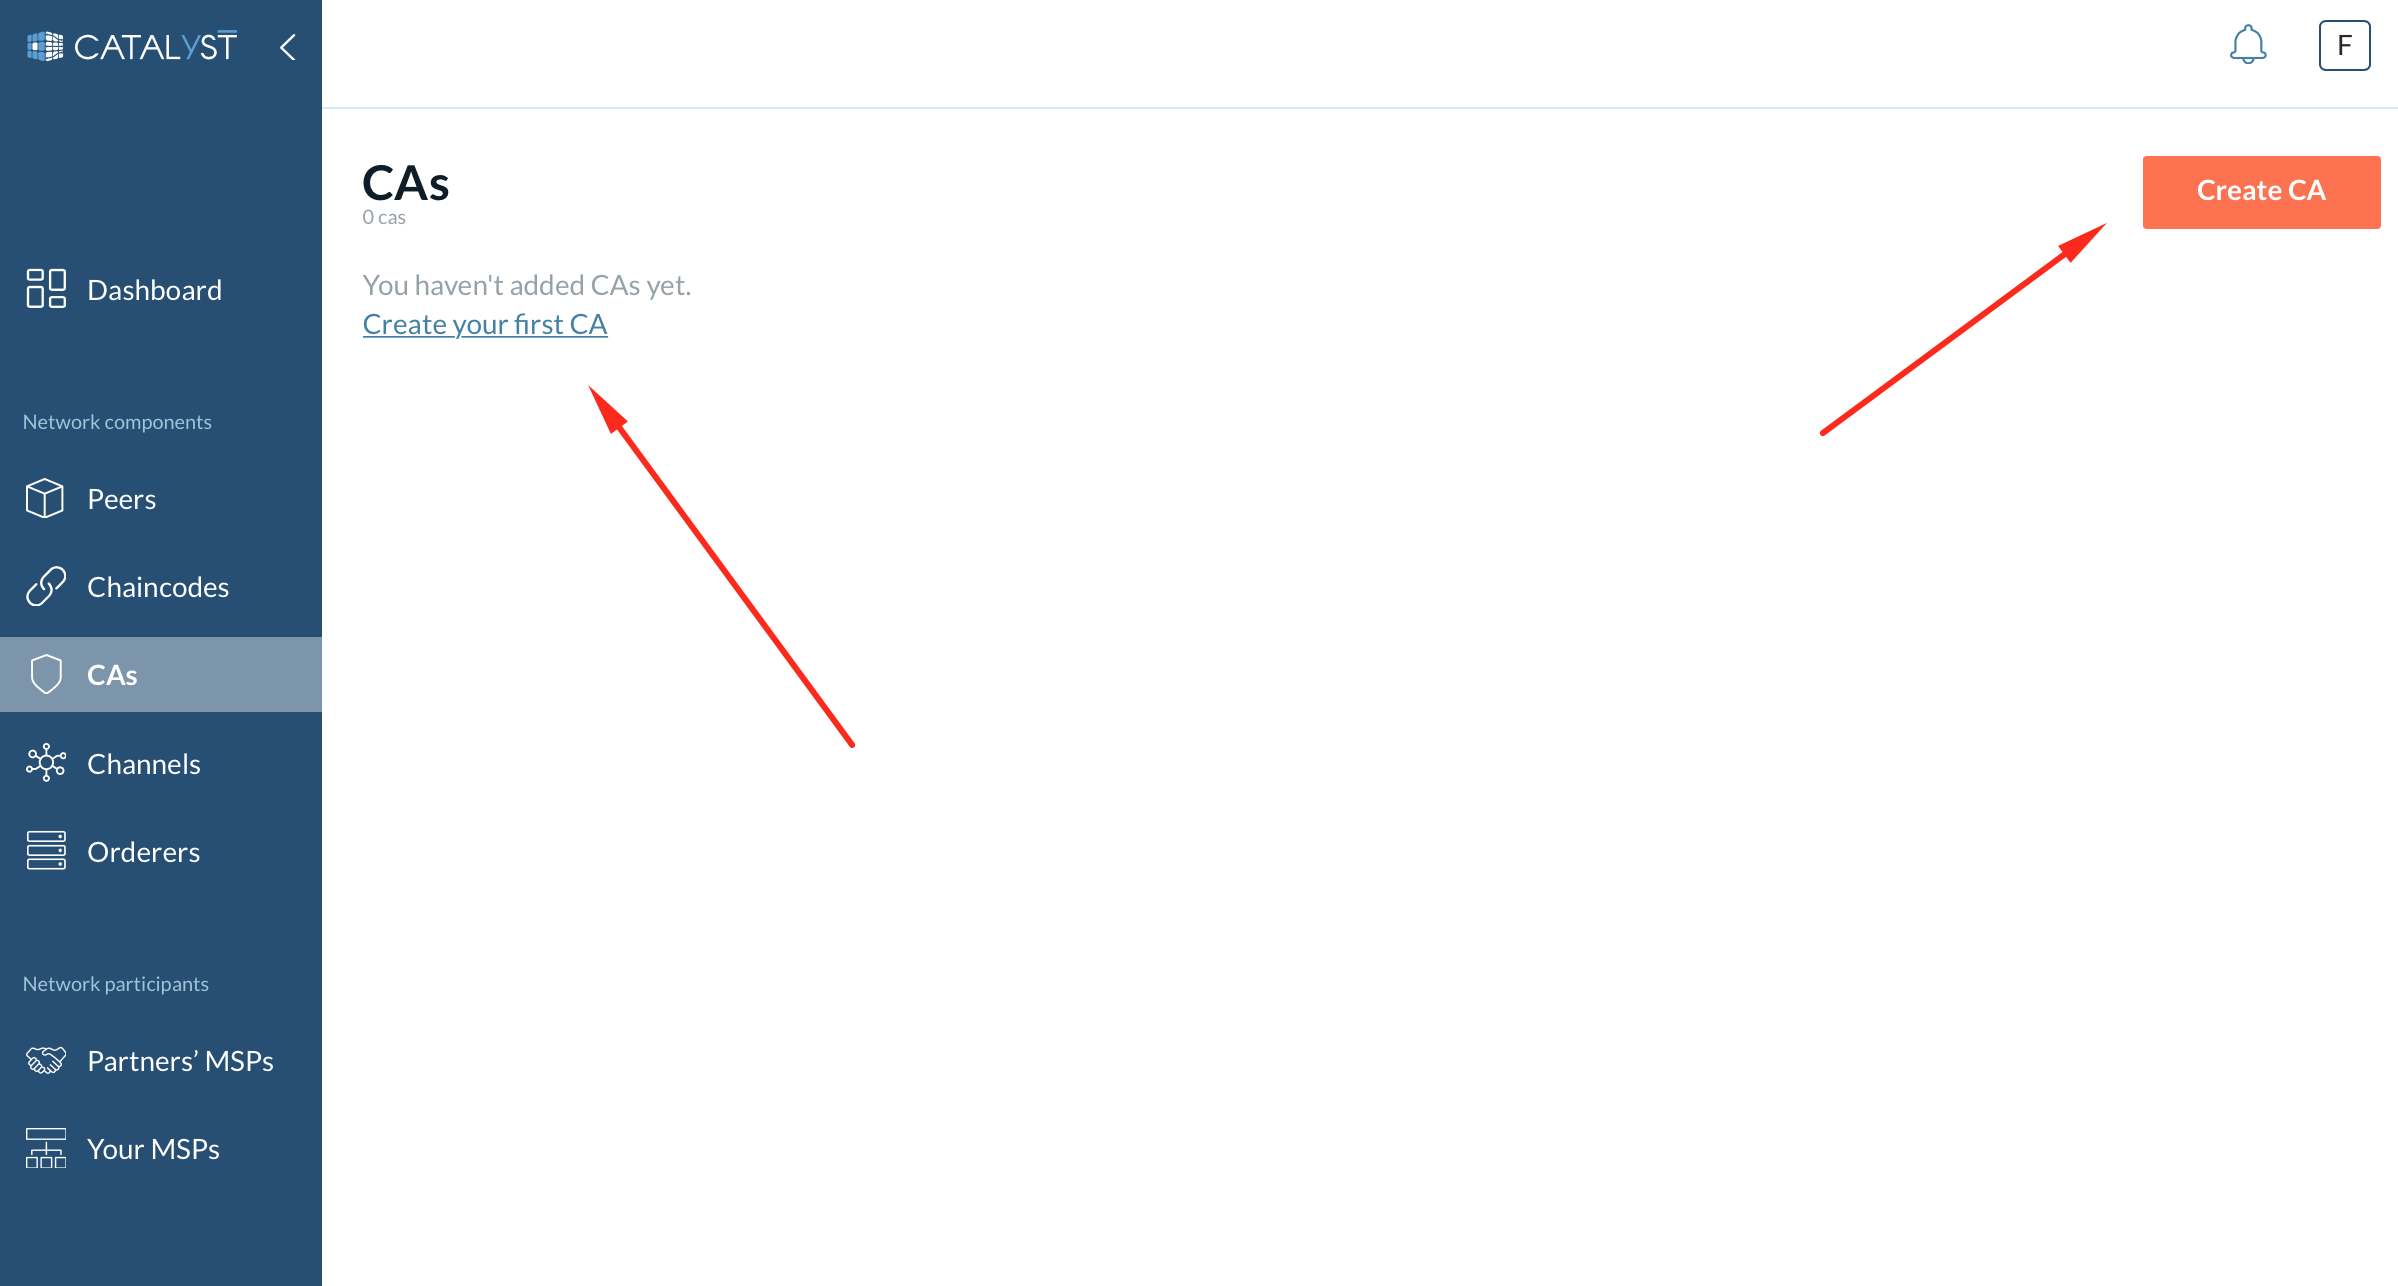 CATALYST
F
Dashboard
Network components
Peers
Chaincodes
CAs
Channels
Orderers
Network participants
Partners’ MSPs
Your MSPs
CAs
0 cas
Create CA
You haven't added CAs yet.
Create your first CA